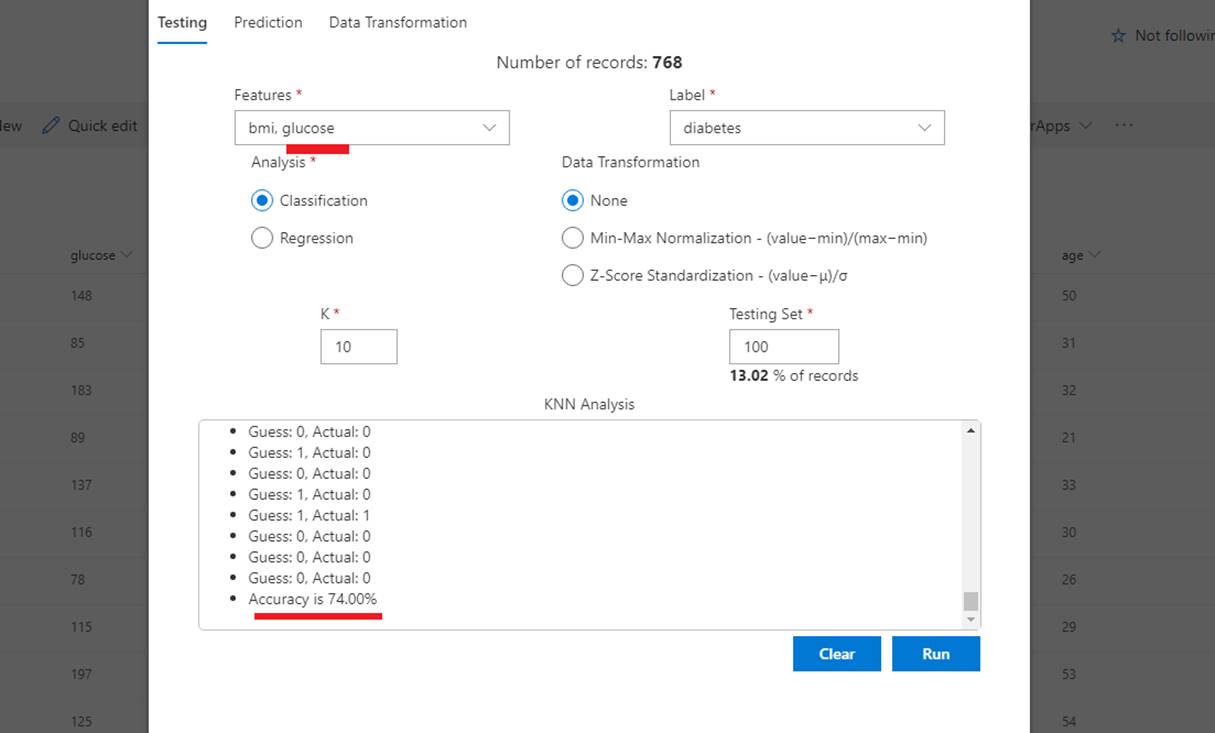 Testing Prediction Data Transformation
Not followin
Number of records: 768
Features * Label *
bmi, glucose diabetes
iew Quick edit rApps ...
Analysis * Data Transformation
Classification None
Regression Min-Max Normalization - (value−min)/(max−min)
glucose age
Z-Score Standardization - (value−µ)/σ
148 50
K * Testing Set *
85 10 100 31
13.02 % of records
183 32
KNN Analysis
Guess: 0, Actual: 0
89 21
Guess: 1, Actual: 0
Guess: 0, Actual: 0
137 33
Guess: 1, Actual: 0
Guess: 1, Actual: 1
116 30
Guess: 0, Actual: 0
Guess: 0, Actual: 0
78 Guess: 0, Actual: 0 26
Accuracy is 74.00%
115 29
Clear Run
197 53
125 54